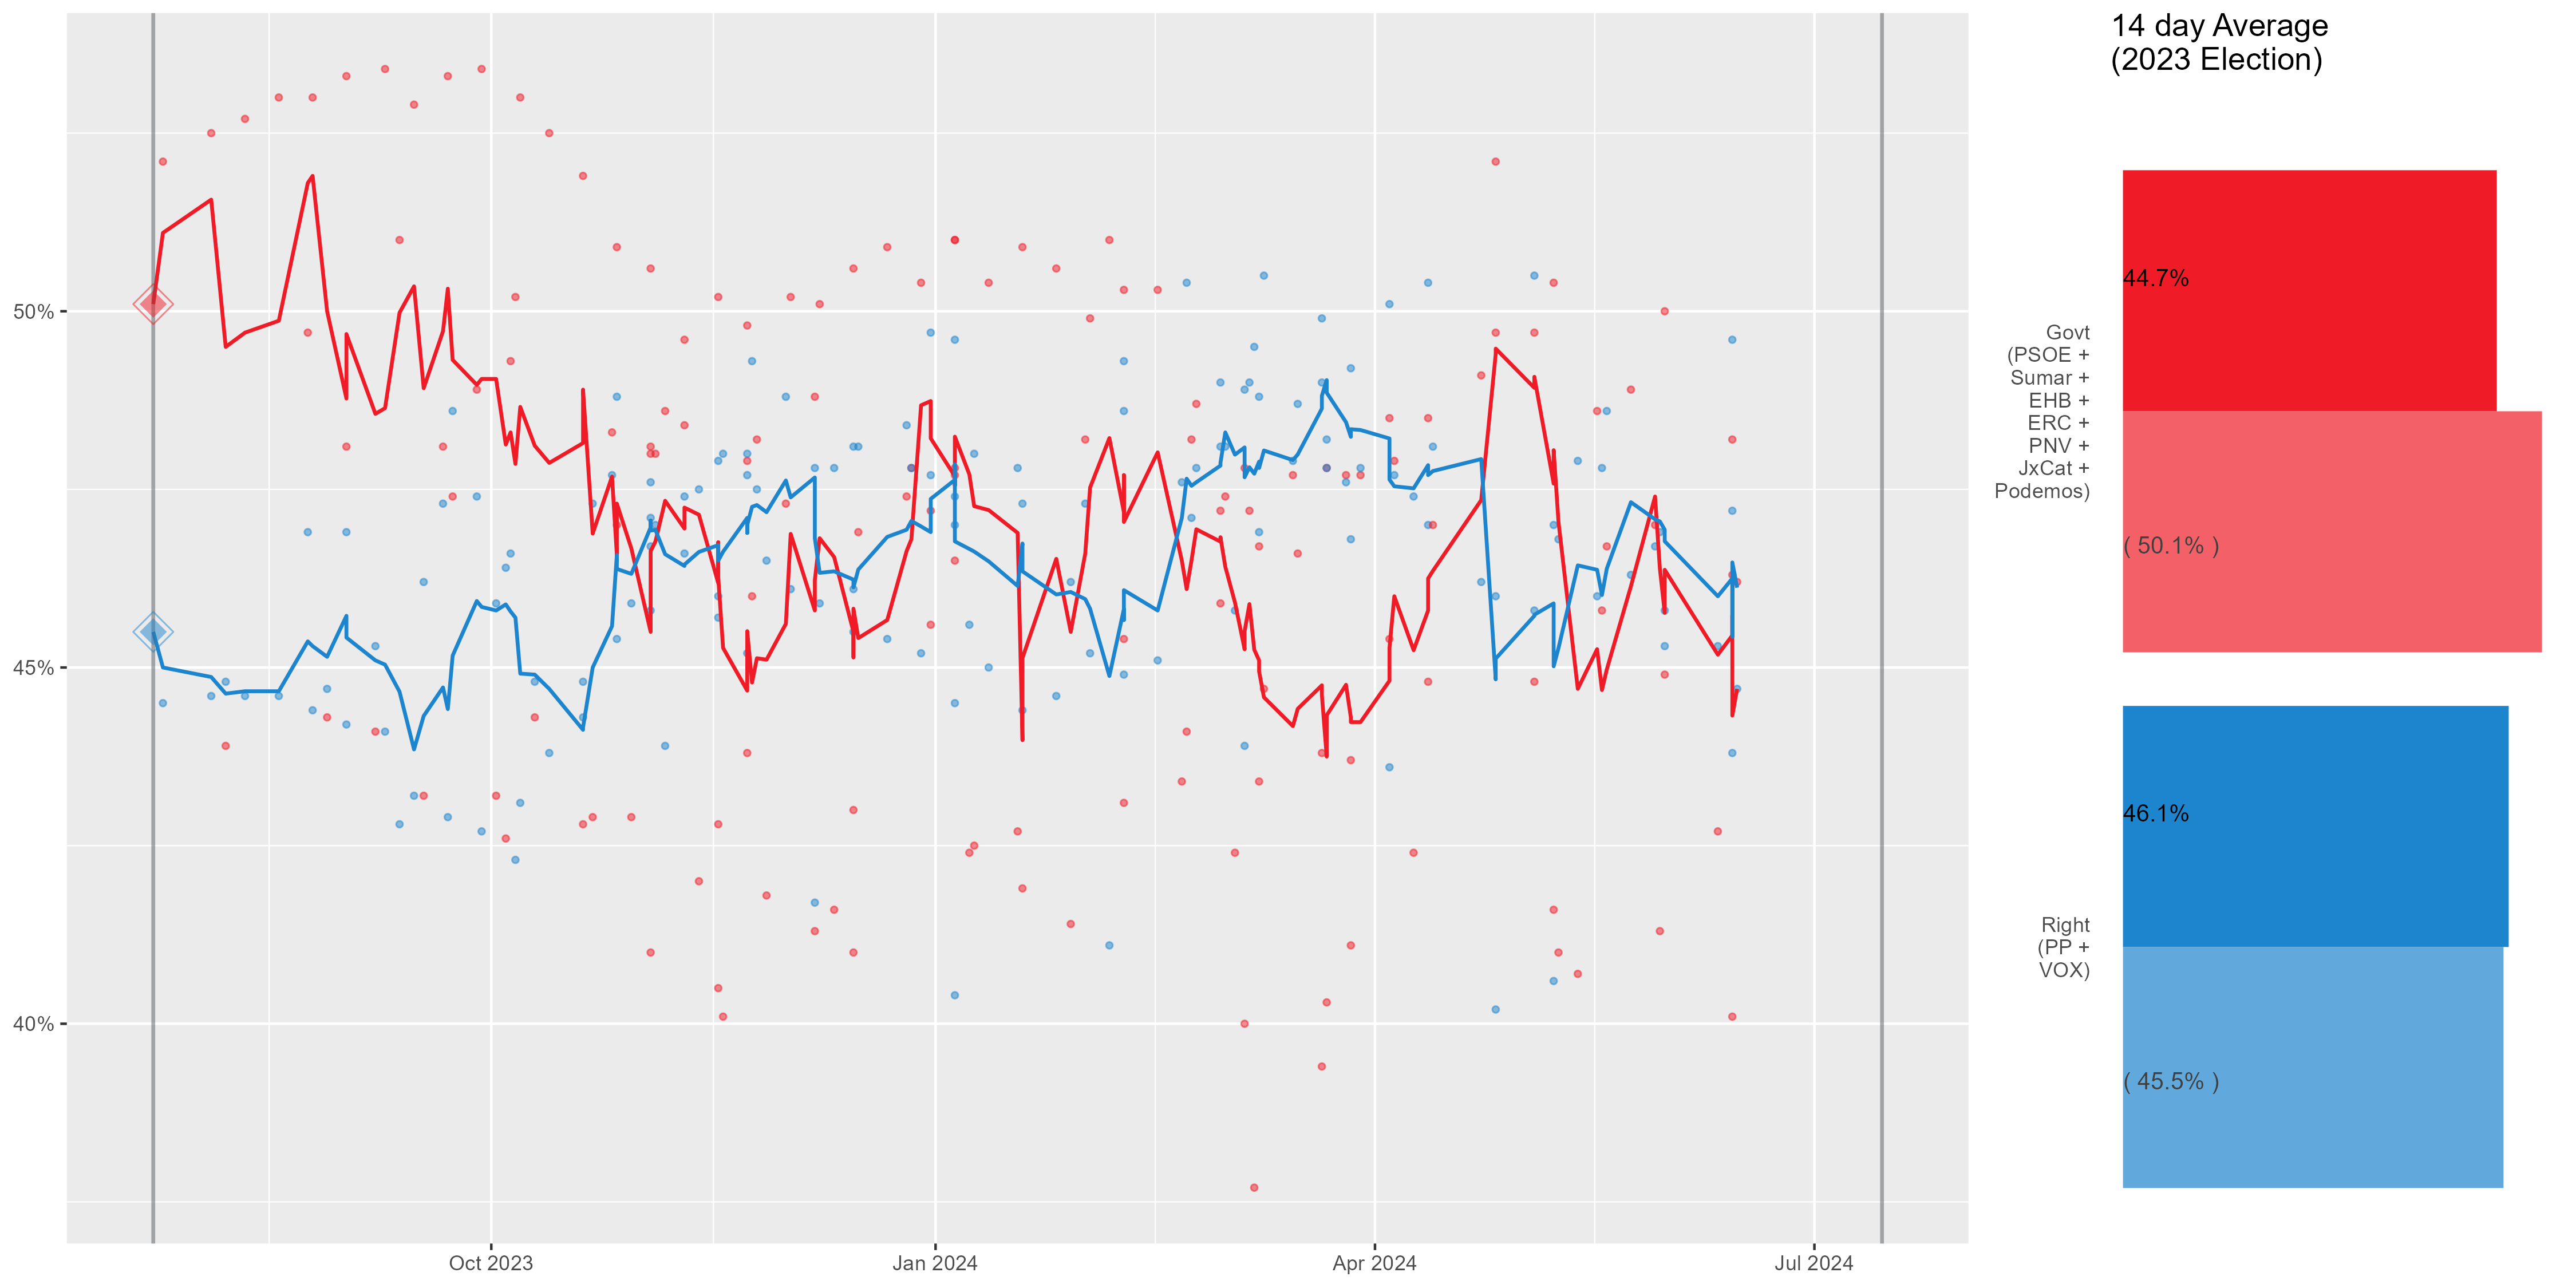 14 day Average
(2023 Election)
50%
45%
40%
Oct 2023
Jan 2024
Apr 2024
Jul 2024
Govt
(PSOE +
Sumar +
EHB +
ERC +
PNV +
JxCat +
Podemos)
44.7%
( 50.1% )
Right
(PP +
VOX)
46.1%
( 45.5% )